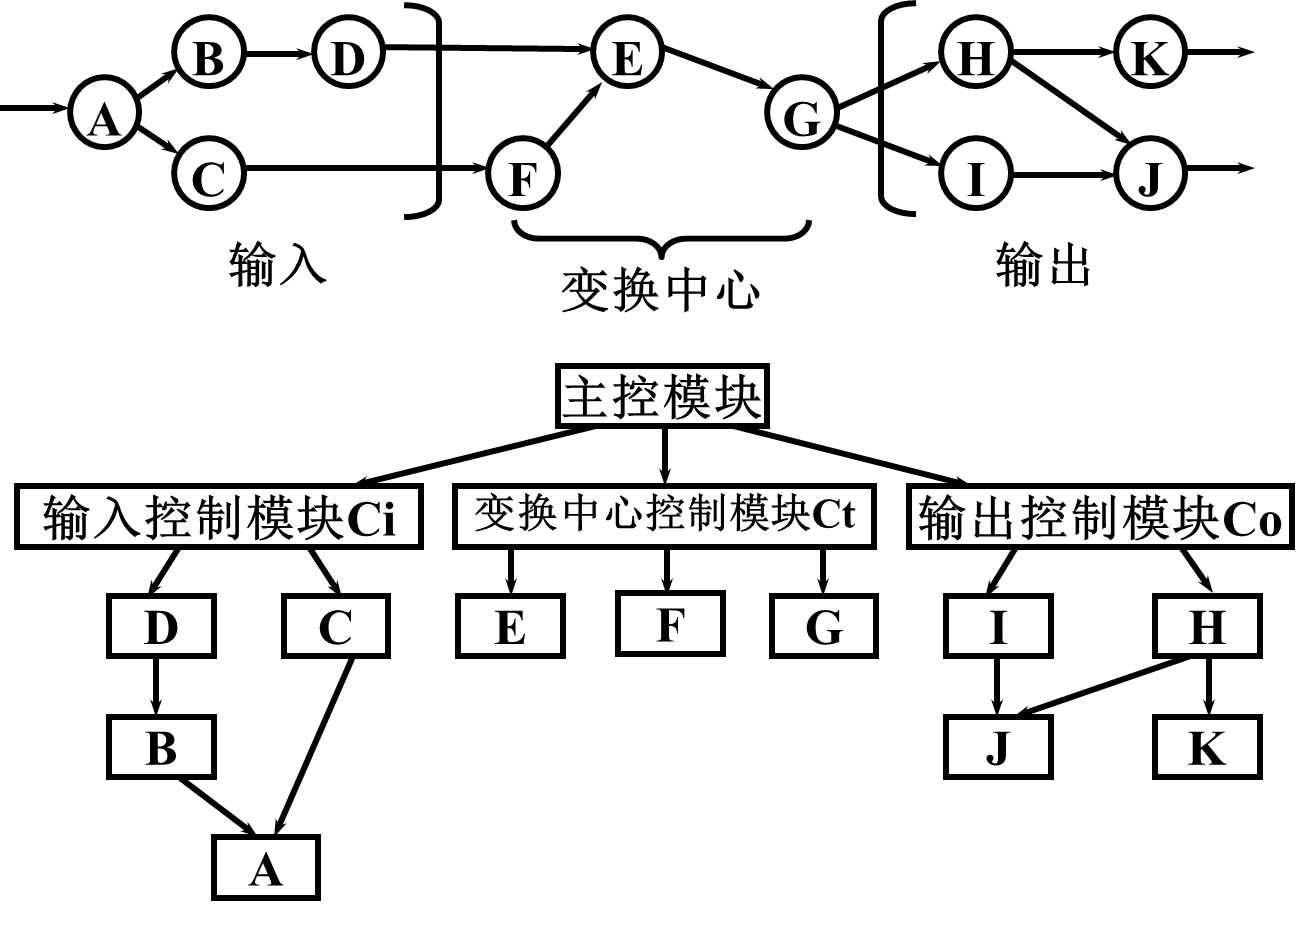 B D E H K
A G
C F I J
输入 变换中心 输出
主控模块
输入控制模块Ci 变换中心控制模块Ct 输出控制模块Co
D C E F G I H
B J K
A